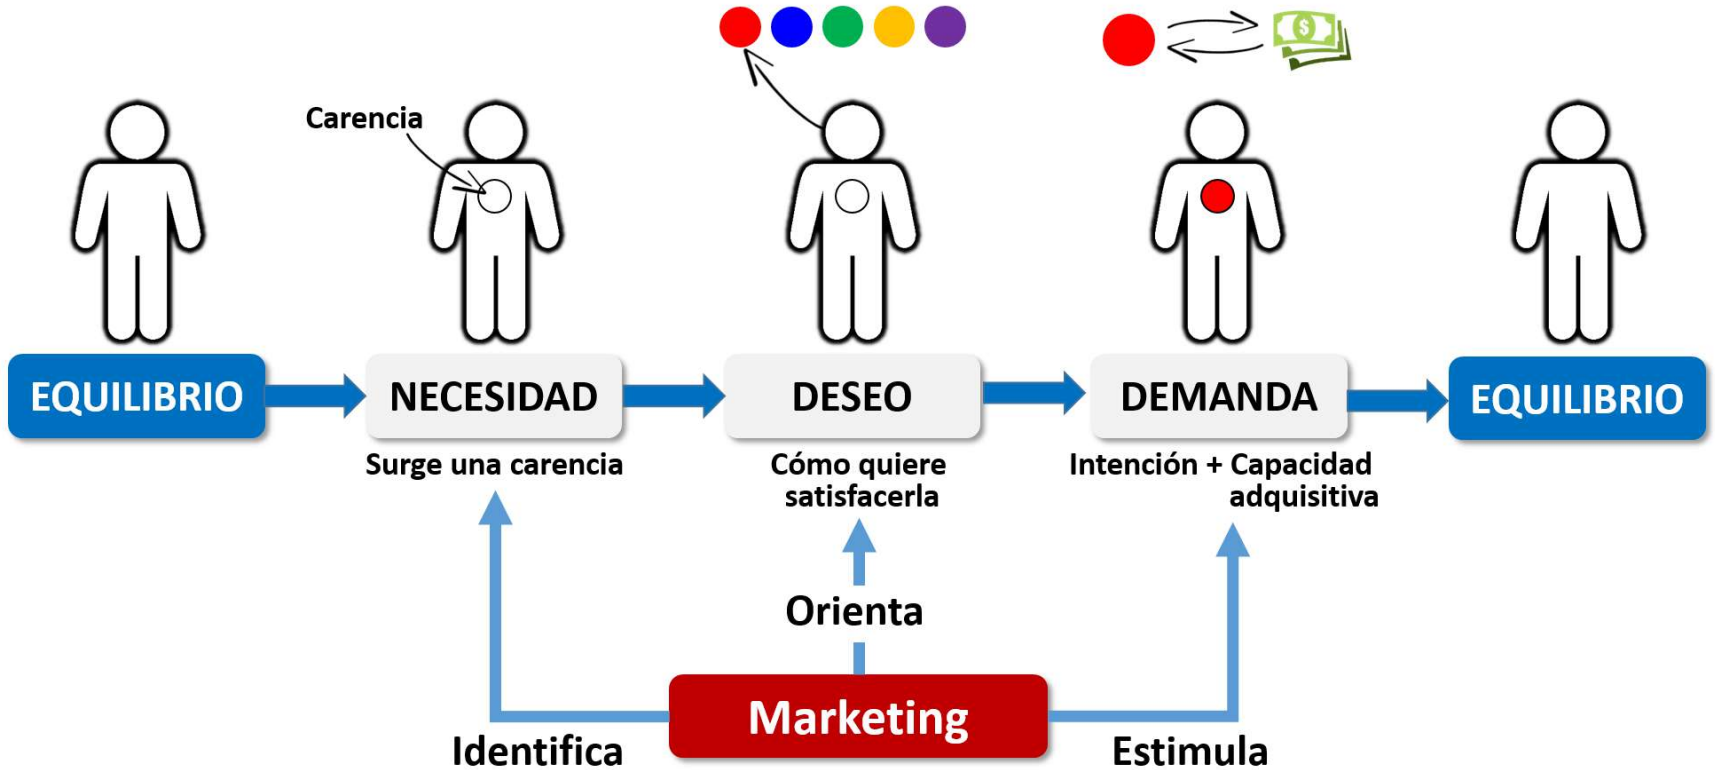 Carencia
$
EQUILIBRIO
NECESIDAD
DESEO
DEMANDA
EQUILIBRIO
Surge una carencia
Cómo quiere
satisfacerla
Intención + Capacidad
adquisitiva
Orienta
Marketing
Identifica
Estimula